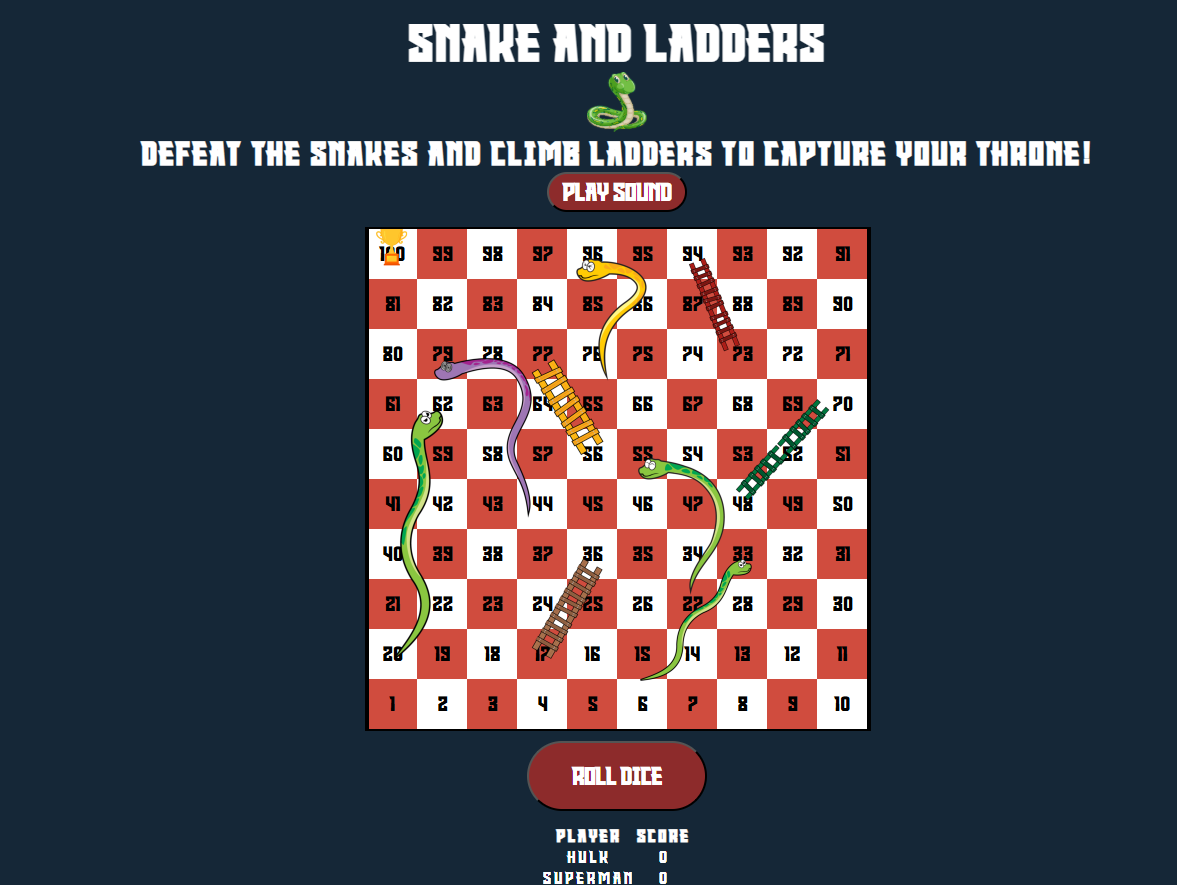 SNAKE AND LADDERS
DEFEAT THE SNAKES AND CLIMB LADDERS TO CAPTURE YOUR THRONE!
PLAY SOUND
100 99 98 97 96 95 94 93 92 91
81 82 83 84 85 86 87 88 89 90
80 79 78 77 76 75 74 73 72 71
61 62 63 64 65 66 67 68 69 70
60 59 58 57 56 55 54 53 52 51
41 42 43 44 45 46 47 48 49 50
40 39 38 37 36 35 34 33 32 31
21 22 23 24 25 26 27 28 29 30
20 19 18 17 16 15 14 13 12 11
1 2 3 4 5 6 7 8 9 10
ROLL DICE
PLAYER SCORE
HULK 0
SUPERMAN 0